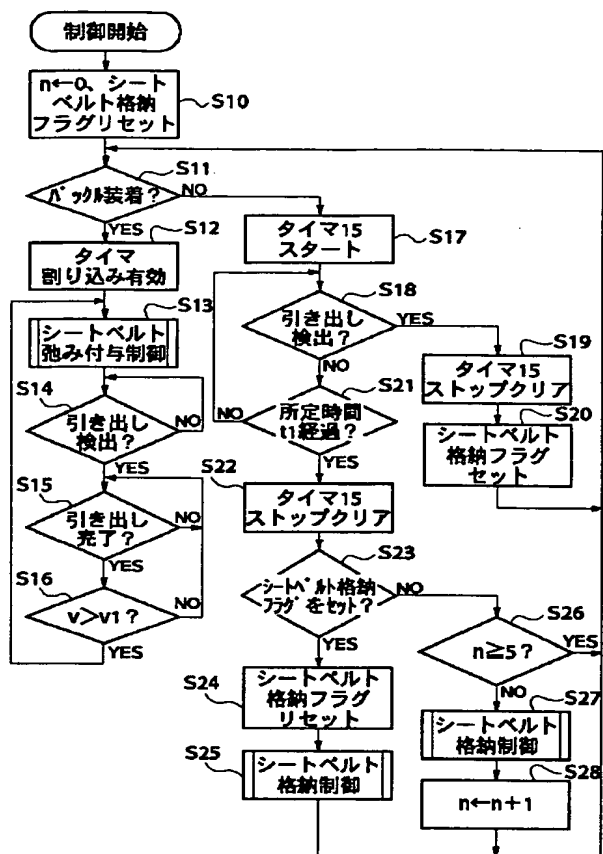 制御開始
n←0、シート
ベルト格納
フラグリセット
S10
S11
バックル装着?
NO
YES
S12
タイマ
割り込み有効
S13
シートベルト
弛み付与制御
S14
引き出し
検出?
NO
YES
S15
引き出し
完了?
NO
YES
S16
v>v1?
NO
YES
タイマ15
スタート
S17
S18
引き出し
検出?
YES
NO
S19
タイマ15
ストップクリア
S20
シートベルト
格納フラグ
セット
S21
所定時間
t1経過?
NO
YES
S22
タイマ15
ストップクリア
S23
シートベルト格納
フラグをセット?
NO
YES
S24
シートベルト
格納フラグ
リセット
S25
シートベルト
格納制御
S26
n≧5?
YES
NO
S27
シートベルト
格納制御
S28
n←n+1